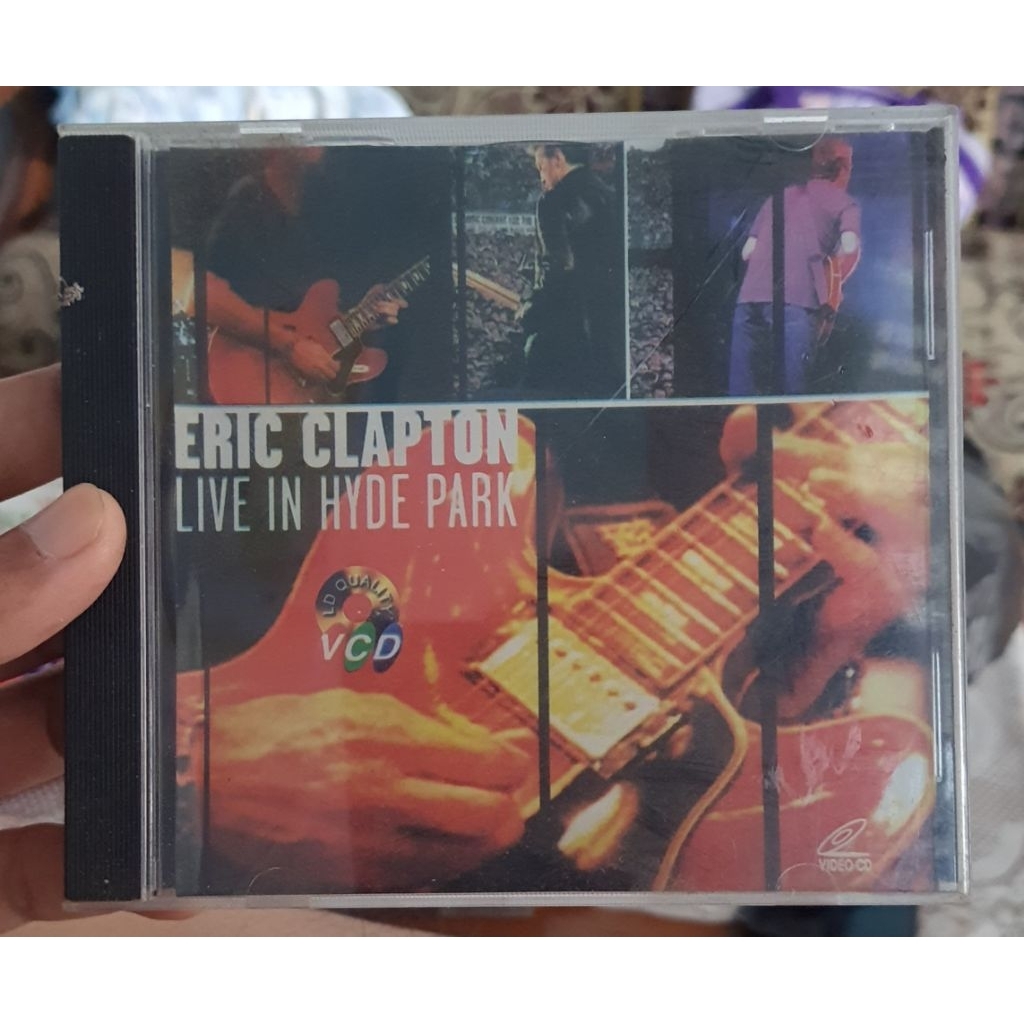 ERIC CLAPTON
LIVE IN HYDE PARK
LD QUALITY
VCD
VIDEO CD